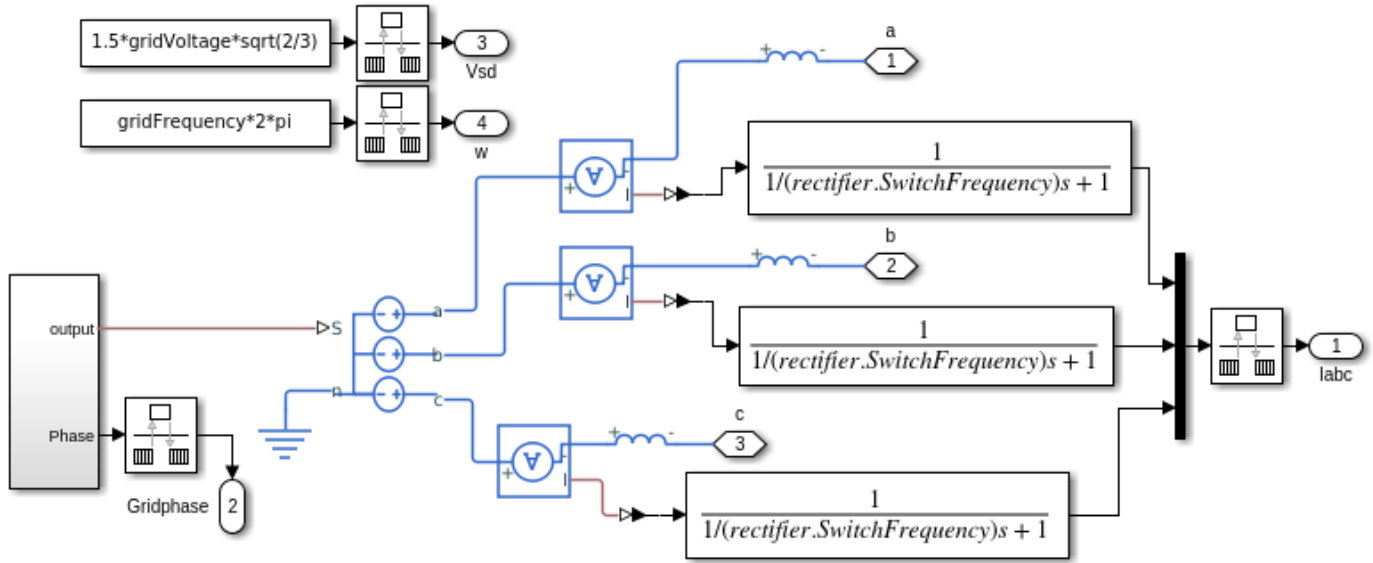 1.5*gridVoltage*sqrt(2/3)
3
Vsd
gridFrequency*2*pi
4
w
a
1
+ -
A
+ -
I
1
1/(rectifier.SwitchFrequency)s + 1
b
2
+ -
A
+ -
I
1
1/(rectifier.SwitchFrequency)s + 1
output
S
- +
a
- +
b
n
- +
c
1
Iabc
Phase
Gridphase
2
c
3
+ -
A
+ -
I
1
1/(rectifier.SwitchFrequency)s + 1